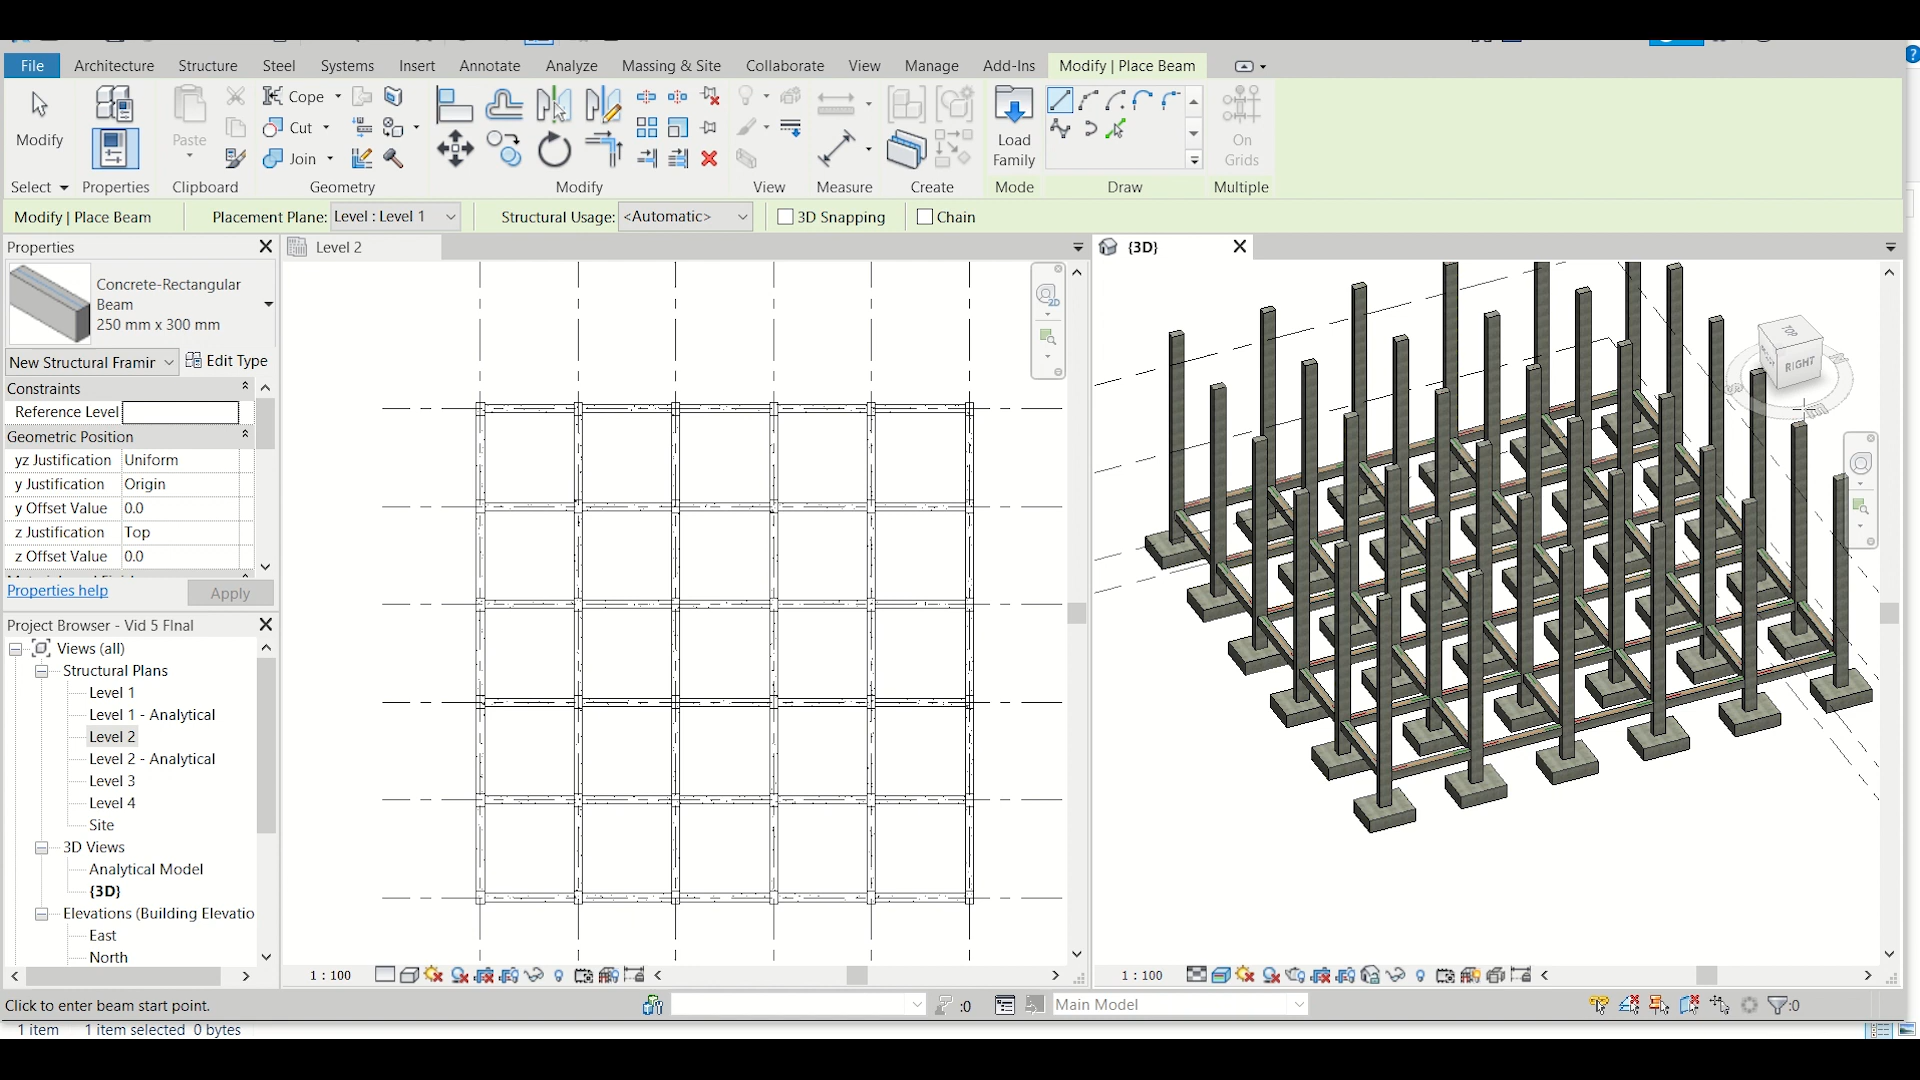 File Architecture Structure Steel Systems Insert Annotate Analyze Massing & Site Collaborate View Manage Add-Ins Modify | Place Beam
Modify
Paste
Cope
Cut
Join
Load
Family
On
Grids
Select Properties Clipboard Geometry Modify View Measure Create Mode Draw Multiple
Modify | Place Beam Placement Plane: Level : Level 1 Structural Usage: <Automatic> 3D Snapping Chain
Properties
Level 2
{3D}
Concrete-Rectangular
Beam
250 mm x 300 mm
New Structural Framir Edit Type
Constraints
Reference Level
Geometric Position
yz Justification Uniform
y Justification Origin
y Offset Value 0.0
z Justification Top
z Offset Value 0.0
Properties help Apply
Project Browser - Vid 5 FInal
Views (all)
Structural Plans
Level 1
Level 1 - Analytical
Level 2
Level 2 - Analytical
Level 3
Level 4
Site
3D Views
Analytical Model
{3D}
Elevations (Building Elevatio
East
North
2D
TOP
RIGHT
1 : 100
1 : 100
Click to enter beam start point. :0 Main Model :0
1 item 1 item selected 0 bytes